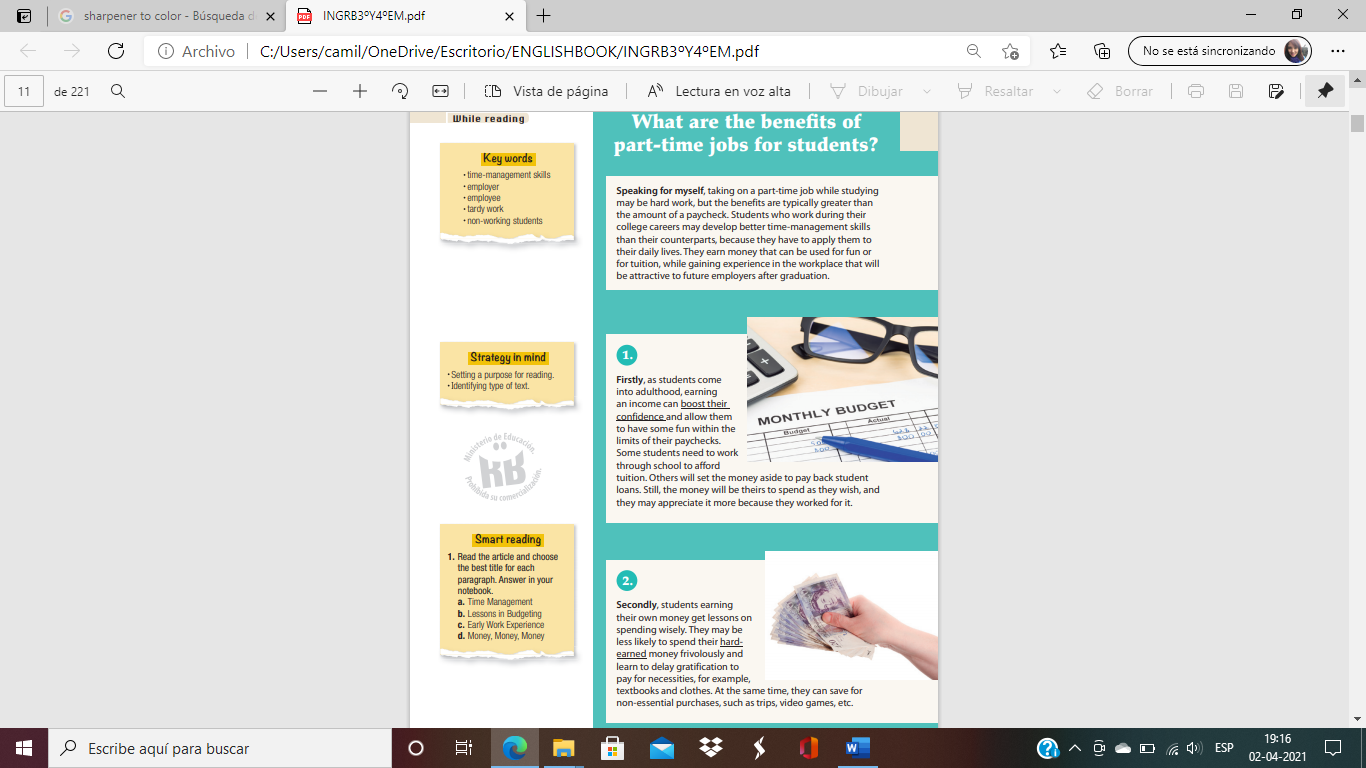 sharpener to color - Búsqueda d
INGRB3ºY4ºEM.pdf
Archivo
C:/Users/camil/OneDrive/Escritorio/ENGLISHBOOK/INGRB3ºY4ºEM.pdf
No se está sincronizando
11
de 221
Vista de página
Lectura en voz alta
Dibujar
Resaltar
Borrar
While reading
What are the benefits of
part-time jobs for students?
Key words
• time-management skills
• employer
• employee
• tardy work
• non-working students
Speaking for myself, taking on a part-time job while studying
may be hard work, but the benefits are typically greater than
the amount of a paycheck. Students who work during their
college careers may develop better time-management skills
than their counterparts, because they have to apply them to
their daily lives. They earn money that can be used for fun or
for tuition, while gaining experience in the workplace that will
be attractive to future employers after graduation.
Strategy in mind
• Setting a purpose for reading.
• Identifying type of text.
1.
Firstly, as students come
into adulthood, earning
an income can boost their
confidence and allow them
to have some fun within the
limits of their paychecks.
Some students need to work
through school to afford
tuition. Others will set the money aside to pay back student
loans. Still, the money will be theirs to spend as they wish, and
they may appreciate it more because they worked for it.
MONTHLY BUDGET
Budget
Actual
Ministerio de Educación.
Prohibida su comercialización.
Smart reading
1. Read the article and choose
the best title for each
paragraph. Answer in your
notebook.
a. Time Management
b. Lessons in Budgeting
c. Early Work Experience
d. Money, Money, Money
2.
Secondly, students earning
their own money get lessons on
spending wisely. They may be
less likely to spend their hard-
earned money frivolously and
learn to delay gratification to
pay for necessities, for example,
textbooks and clothes. At the same time, they can save for
non-essential purchases, such as trips, video games, etc.
Escribe aquí para buscar
ESP
19:16
02-04-2021